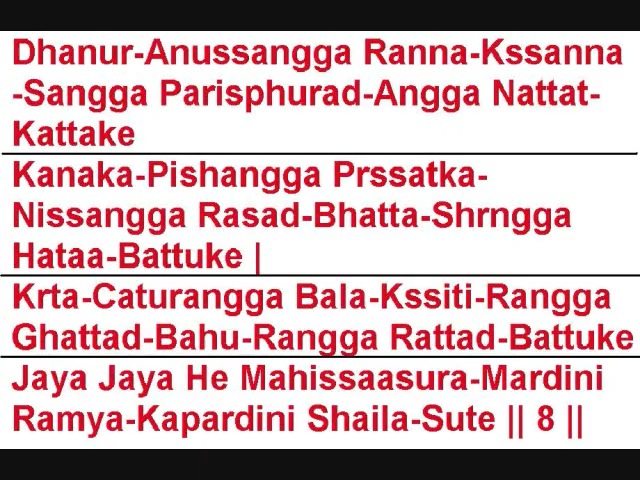 Dhanur-Anussangga Ranna-Kssanna
-Sangga Parisphurad-Angga Nattat-
Kattake
Kanaka-Pishangga Prssatka-
Nissangga Rasad-Bhatta-Shrngga
Hataa-Battuke |
Krta-Caturangga Bala-Kssiti-Rangga
Ghattad-Bahu-Rangga Rattad-Battuke
Jaya Jaya He Mahissaasura-Mardini
Ramya-Kapardini Shaila-Sute || 8 ||